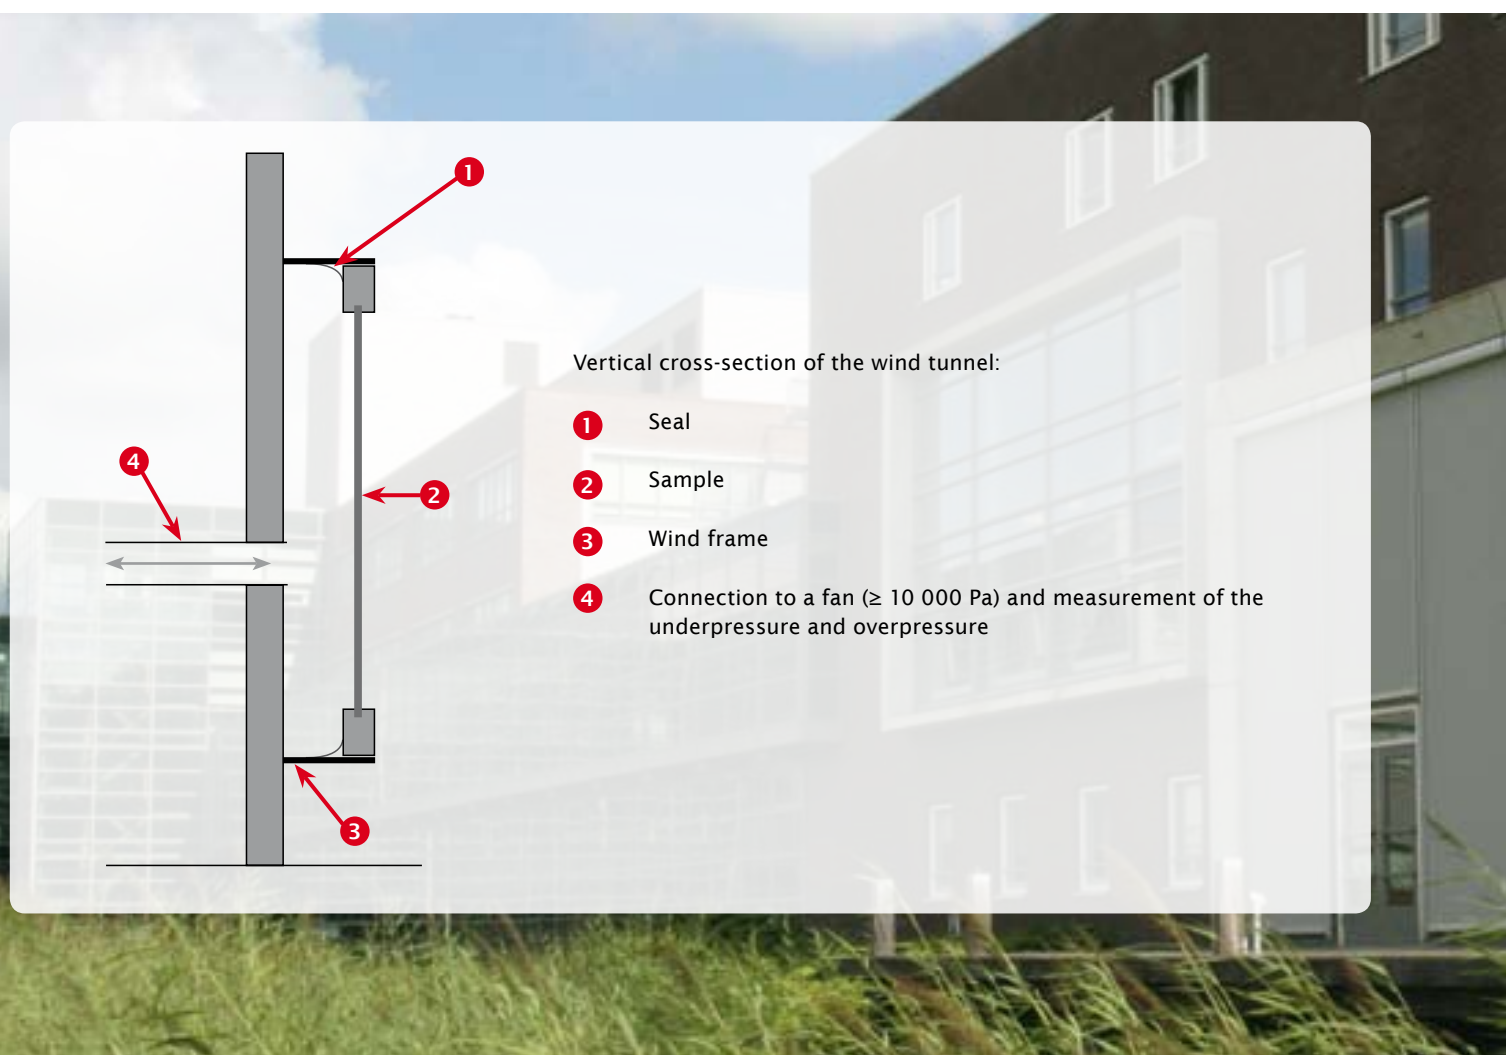 1
4
2
3
Vertical cross-section of the wind tunnel:
1 Seal
2 Sample
3 Wind frame
4 Connection to a fan (≥ 10 000 Pa) and measurement of the
underpressure and overpressure